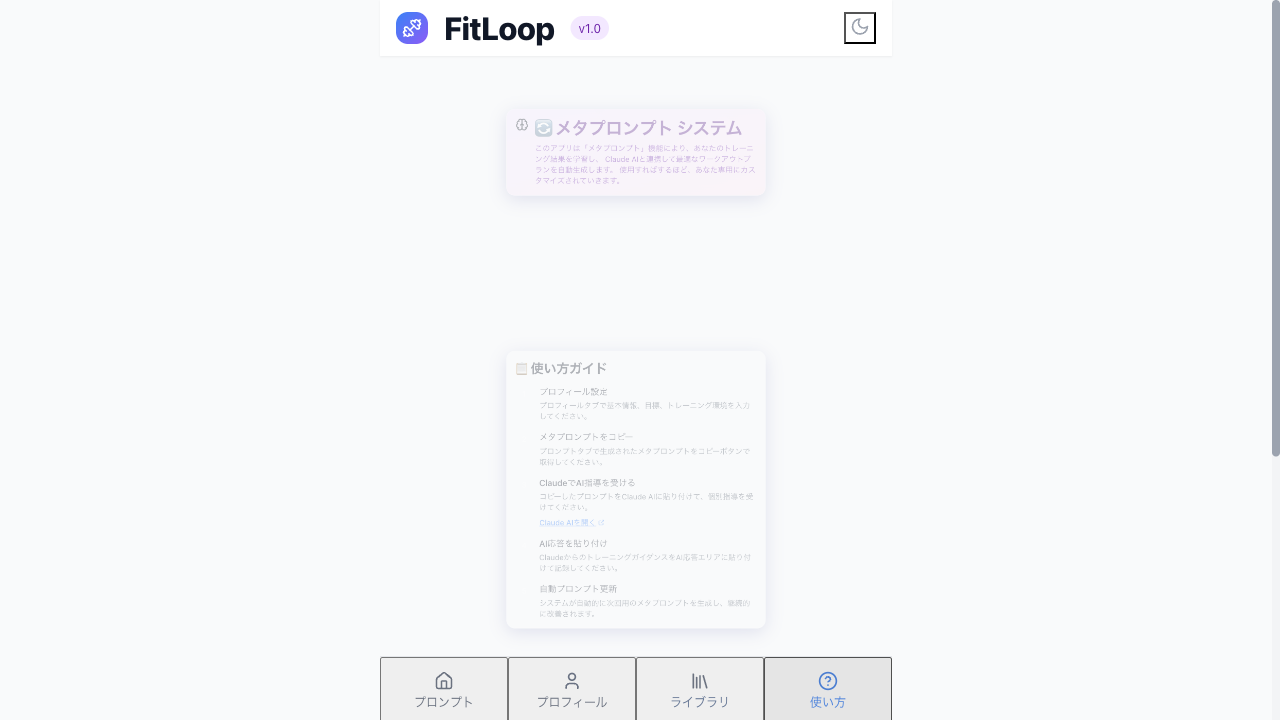 FitLoop
v1.0
メタプロンプト システム
このアプリは「メタプロンプト」機能により、あなたのトレーニ
ング結果を学習し、 Claude AIと連携して最適なワークアウトプ
ランを自動生成します。 使用すればするほど、あなた専用にカス
タマイズされていきます。
使い方ガイド
プロフィール設定
プロフィールタブで基本情報、目標、トレーニング環境を入力
してください。
メタプロンプトをコピー
プロンプトタブで生成されたメタプロンプトをコピーボタンで
取得してください。
ClaudeでAI指導を受ける
コピーしたプロンプトをClaude AIに貼り付けて、個別指導を受
けてください。
Claude AIを開く
AI応答を貼り付け
ClaudeからのトレーニングガイダンスをAI応答エリアに貼り付
けて記録してください。
自動プロンプト更新
システムが自動的に次回用のメタプロンプトを生成し、継続的
に改善されます。
プロンプト
プロフィール
ライブラリ
使い方